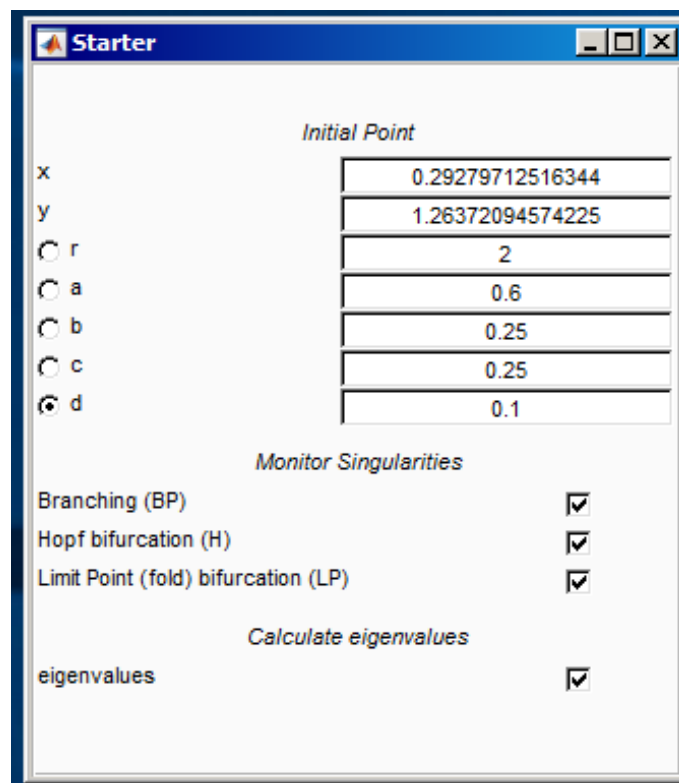 Starter
Initial Point
x 0.29279712516344
y 1.26372094574225
r 2
a 0.6
b 0.25
c 0.25
d 0.1
Monitor Singularities
Branching (BP)
Hopf bifurcation (H)
Limit Point (fold) bifurcation (LP)
Calculate eigenvalues
eigenvalues